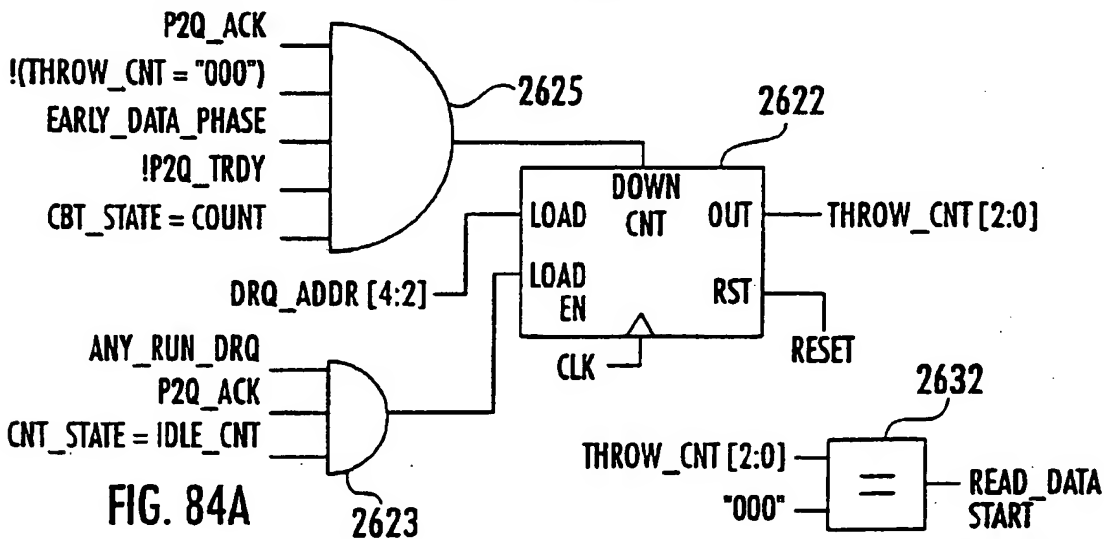 P2Q_ACK
!(THROW_CNT = "000")
EARLY_DATA_PHASE
!P2Q_TRDY
CBT_STATE = COUNT
2625
2622
DOWN
CNT
LOAD
OUT
THROW_CNT [2:0]
DRQ_ADDR [4:2]
LOAD
EN
RST
CLK
RESET
ANY_RUN_DRQ
P2Q_ACK
CNT_STATE = IDLE_CNT
2623
2632
THROW_CNT [2:0]
"000"
=
READ_DATA
START
FIG. 84A